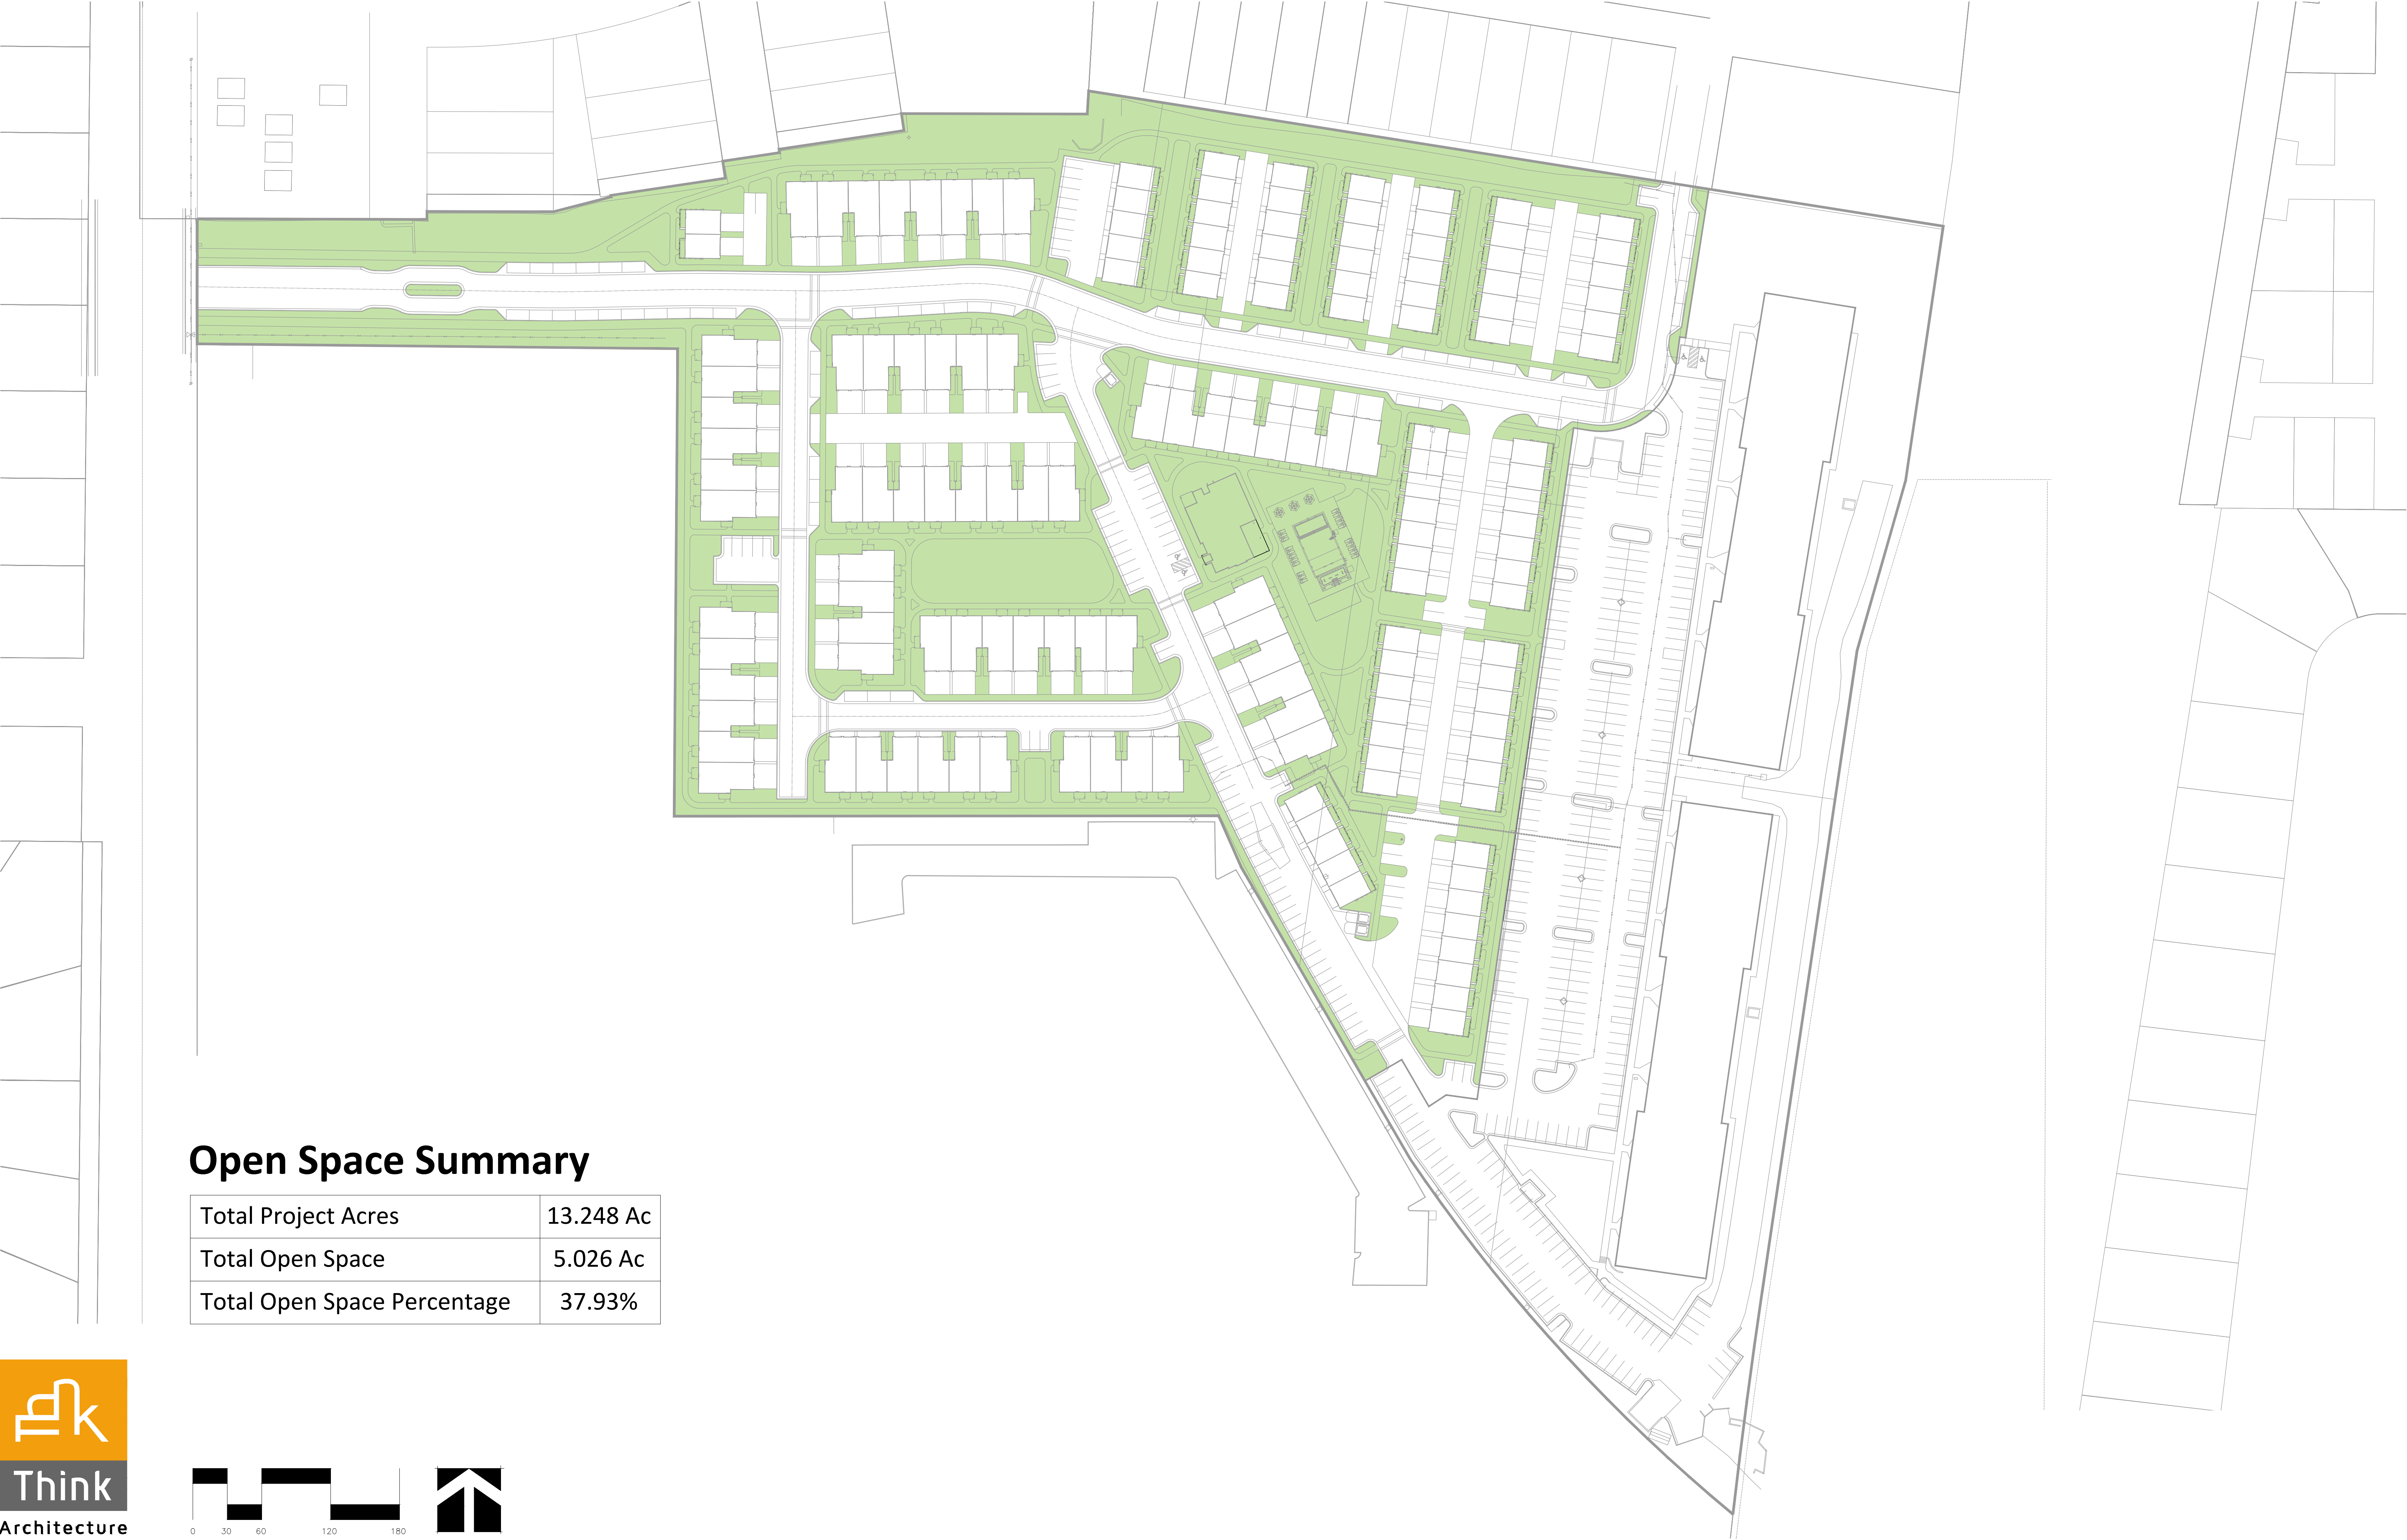 Open Space Summary
Total Project Acres 13.248 Ac
Total Open Space 5.026 Ac
Total Open Space Percentage 37.93%
Think
Architecture
0 30 60 120 180